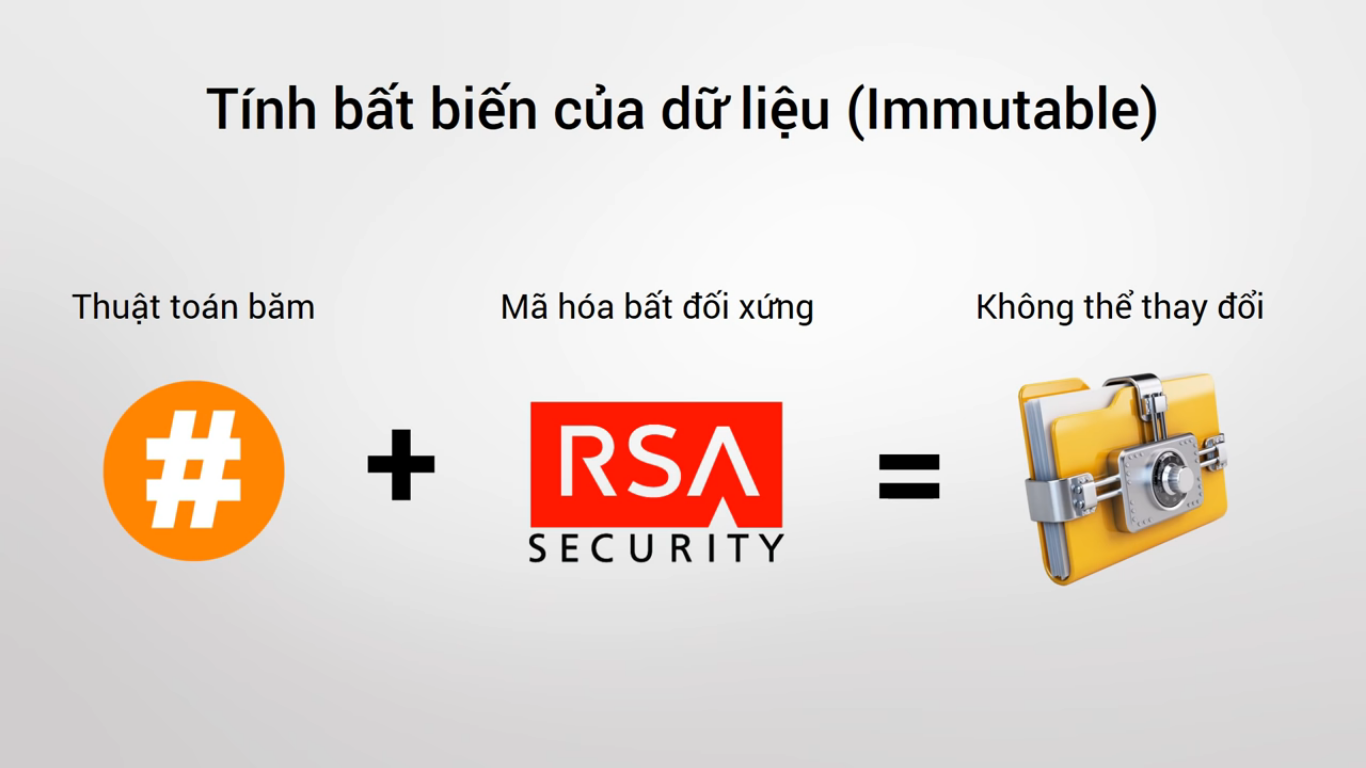 Tính bất biến của dữ liệu (Immutable)
Thuật toán băm
Mã hóa bất đối xứng
Không thể thay đổi
#
+
RSA
SECURITY
=